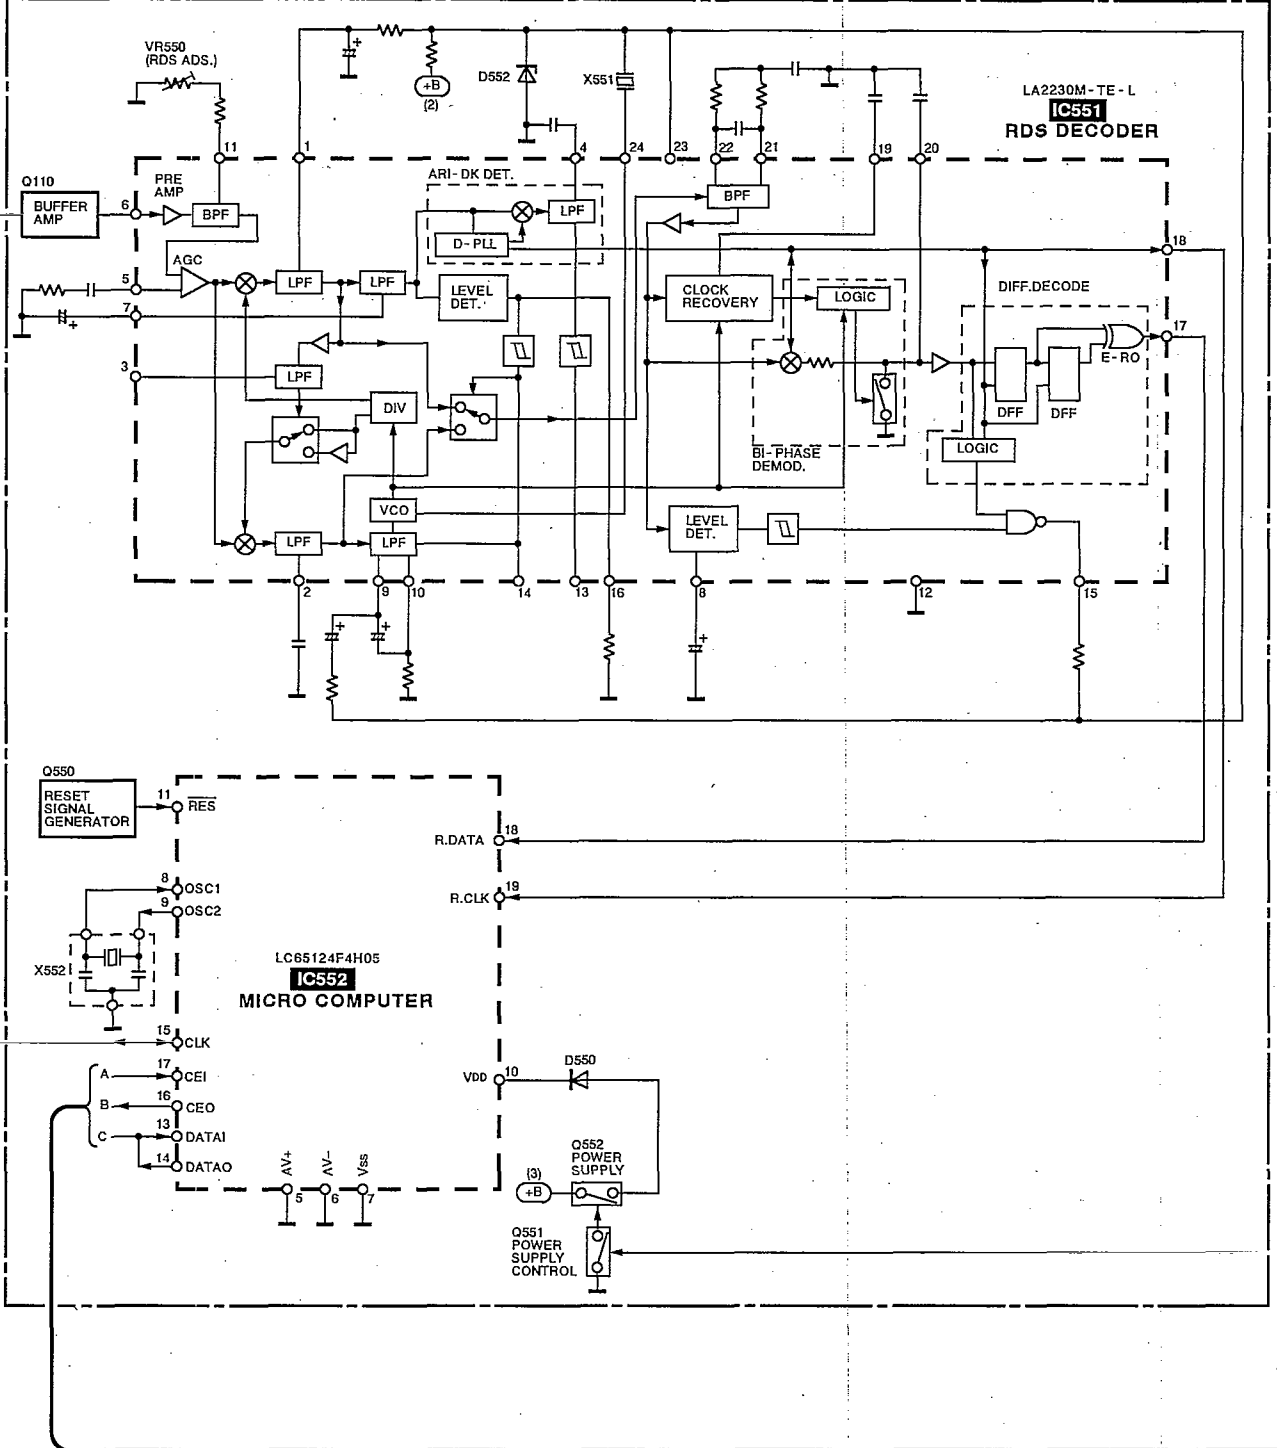 VR550
(RDS ADS.)
+B
(2)
D552
X551
LA2230M-TE-L
IC551
RDS DECODER
11
1
4
24
23
22
21
19
20
Q110
BUFFER
AMP
6
PRE
AMP
BPF
ARI-DK DET.
LPF
D-PLL
BPF
18
AGC
5
LPF
LPF
LEVEL
DET.
CLOCK
RECOVERY
LOGIC
DIFF.DECODE
7
17
E-RO
3
LPF
DIV
DFF
DFF
BI-PHASE
DEMOD.
LOGIC
VCO
LPF
LPF
LEVEL
DET.
2
9
10
14
13
16
8
12
15
Q550
RESET
SIGNAL
GENERATOR
11
RES
18
R.DATA
8
OSC1
19
R.CLK
9
OSC2
X552
LC65124F4H05
IC552
MICRO COMPUTER
15
CLK
17
A
CEI
16
B
CEO
13
C
DATAI
14
DATAO
VDD
10
D550
AV+
AV-
Vss
5
6
7
Q552
POWER
SUPPLY
(3)
+B
Q551
POWER
SUPPLY
CONTROL